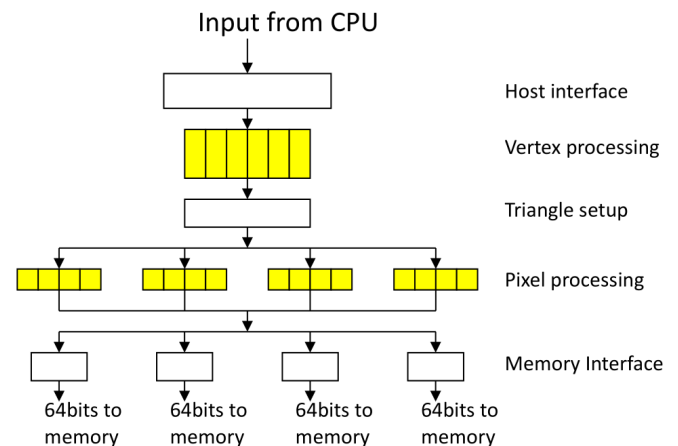 Input from CPU
Host interface
Vertex processing
Triangle setup
Pixel processing
Memory Interface
64bits to
memory
64bits to
memory
64bits to
memory
64bits to
memory